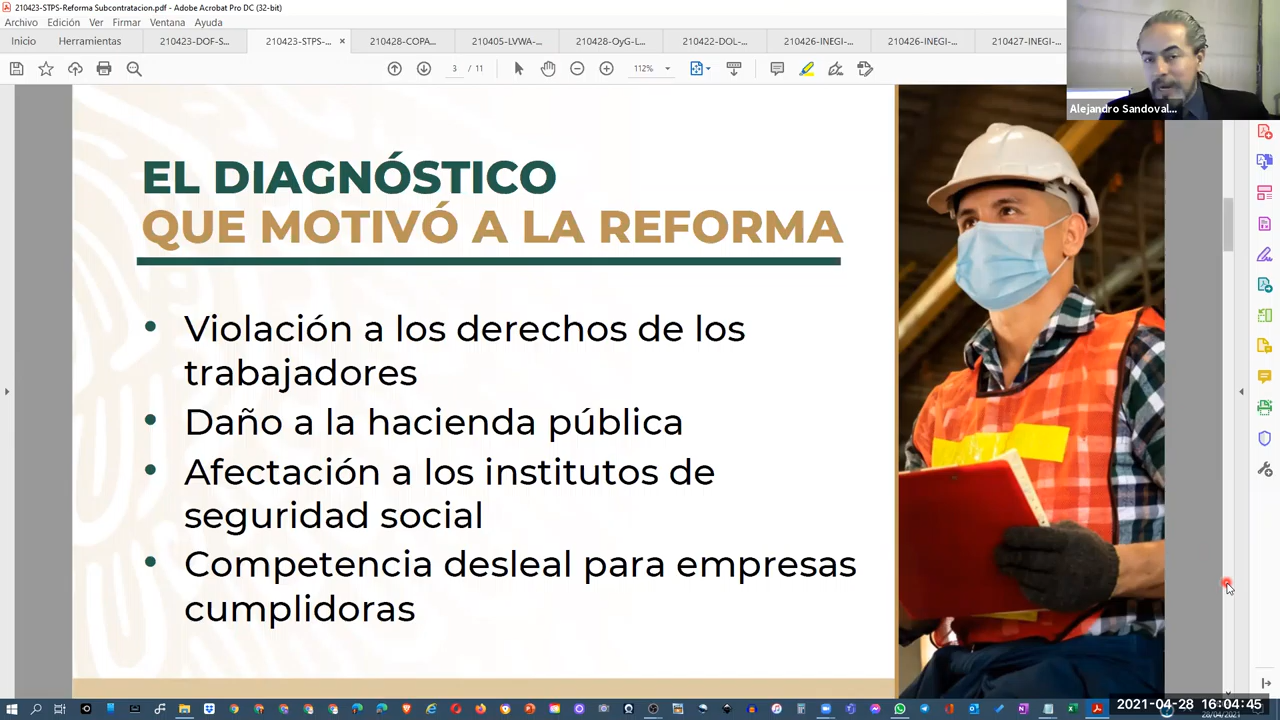 210423-STPS-Reforma Subcontratacion.pdf - Adobe Acrobat Pro DC (32-bit)
Archivo Edición Ver Firmar Ventana Ayuda
Inicio Herramientas 210423-DOF-S... 210423-STPS-... × 210428-COPA... 210405-LVWA-... 210428-OyG-L... 210422-DOL-... 210426-INEGI-... 210426-INEGI-... 210427-INEGI-...
3 / 11 112%
Alejandro Sandoval...
EL DIAGNÓSTICO
QUE MOTIVÓ A LA REFORMA
• Violación a los derechos de los
trabajadores
• Daño a la hacienda pública
• Afectación a los institutos de
seguridad social
• Competencia desleal para empresas
cumplidoras
2021-04-28 16:04:45
28/04/2021